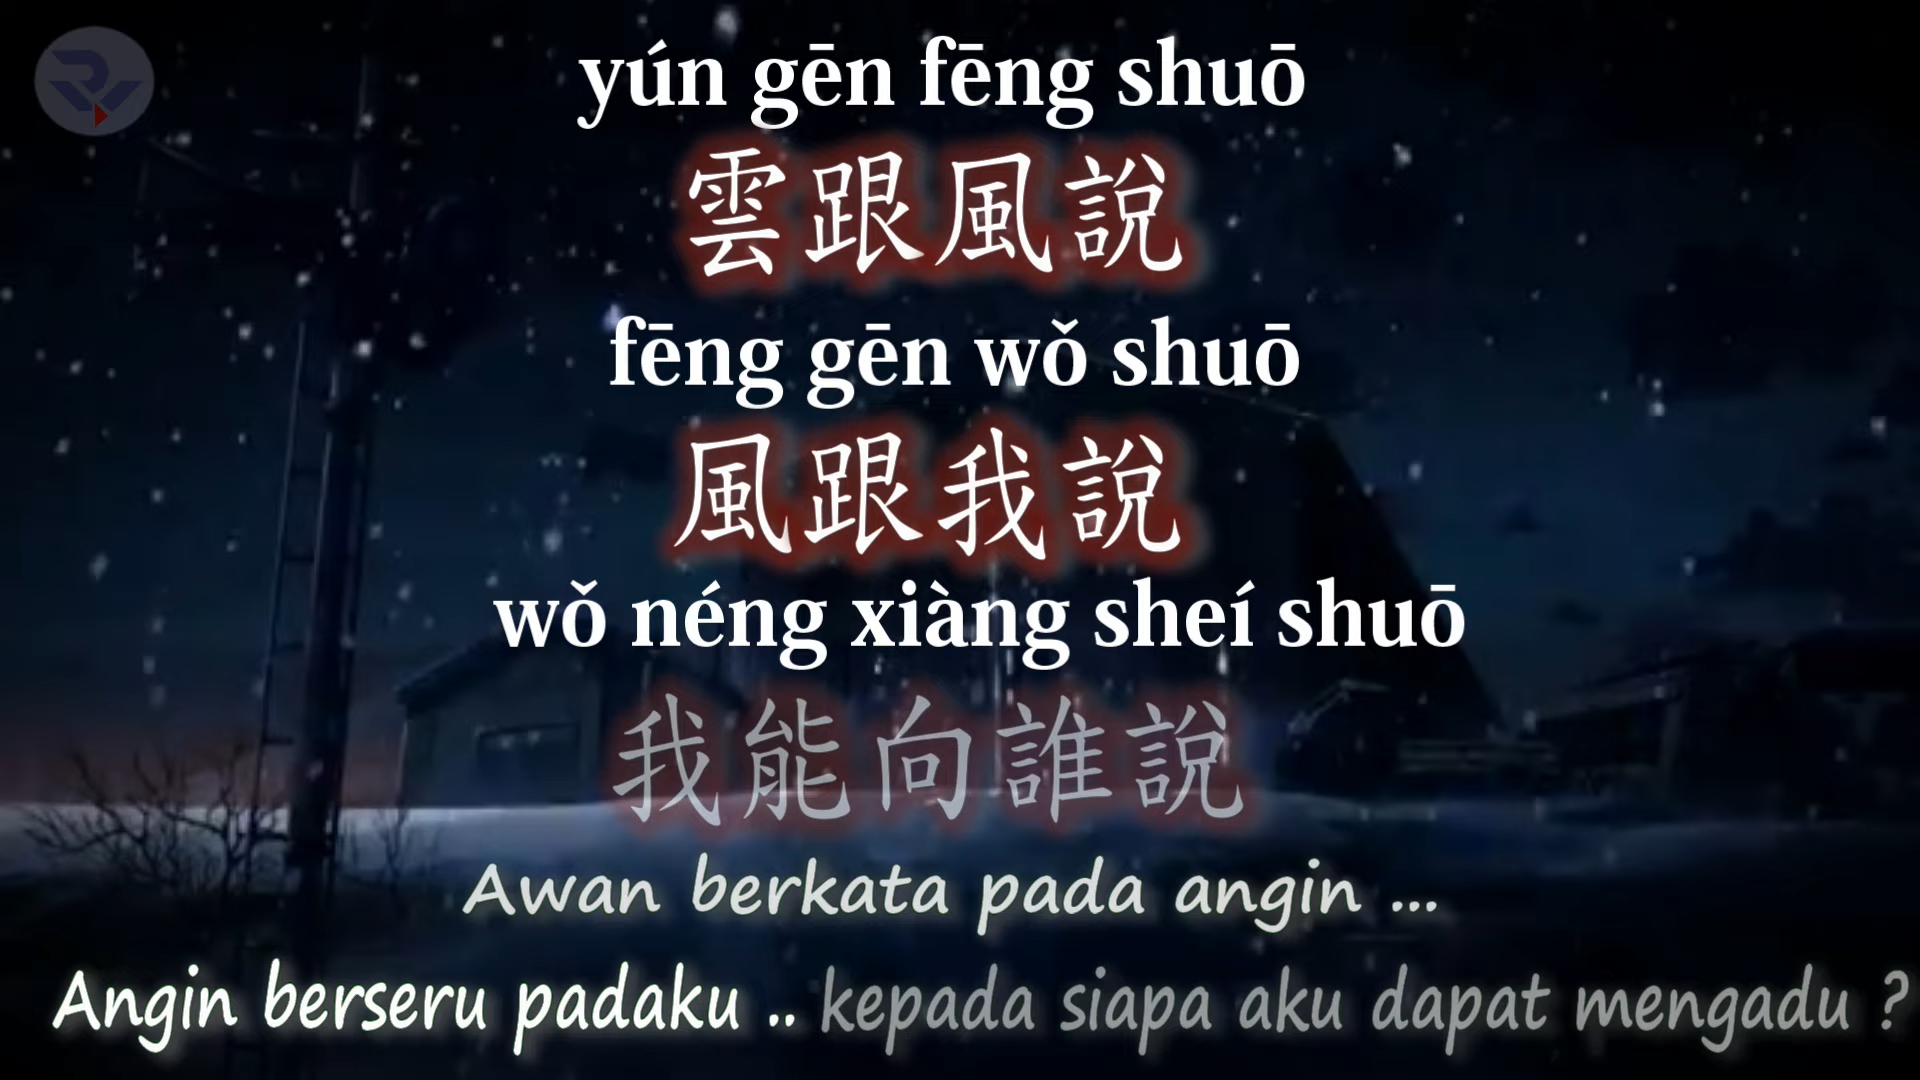 yún gēn fēng shuō
雲跟風說
fēng gēn wǒ shuō
風跟我說
wǒ néng xiàng sheí shuō
我能向誰說
Awan berkata pada angin ...
Angin berseru padaku .. kepada siapa aku dapat mengadu ?